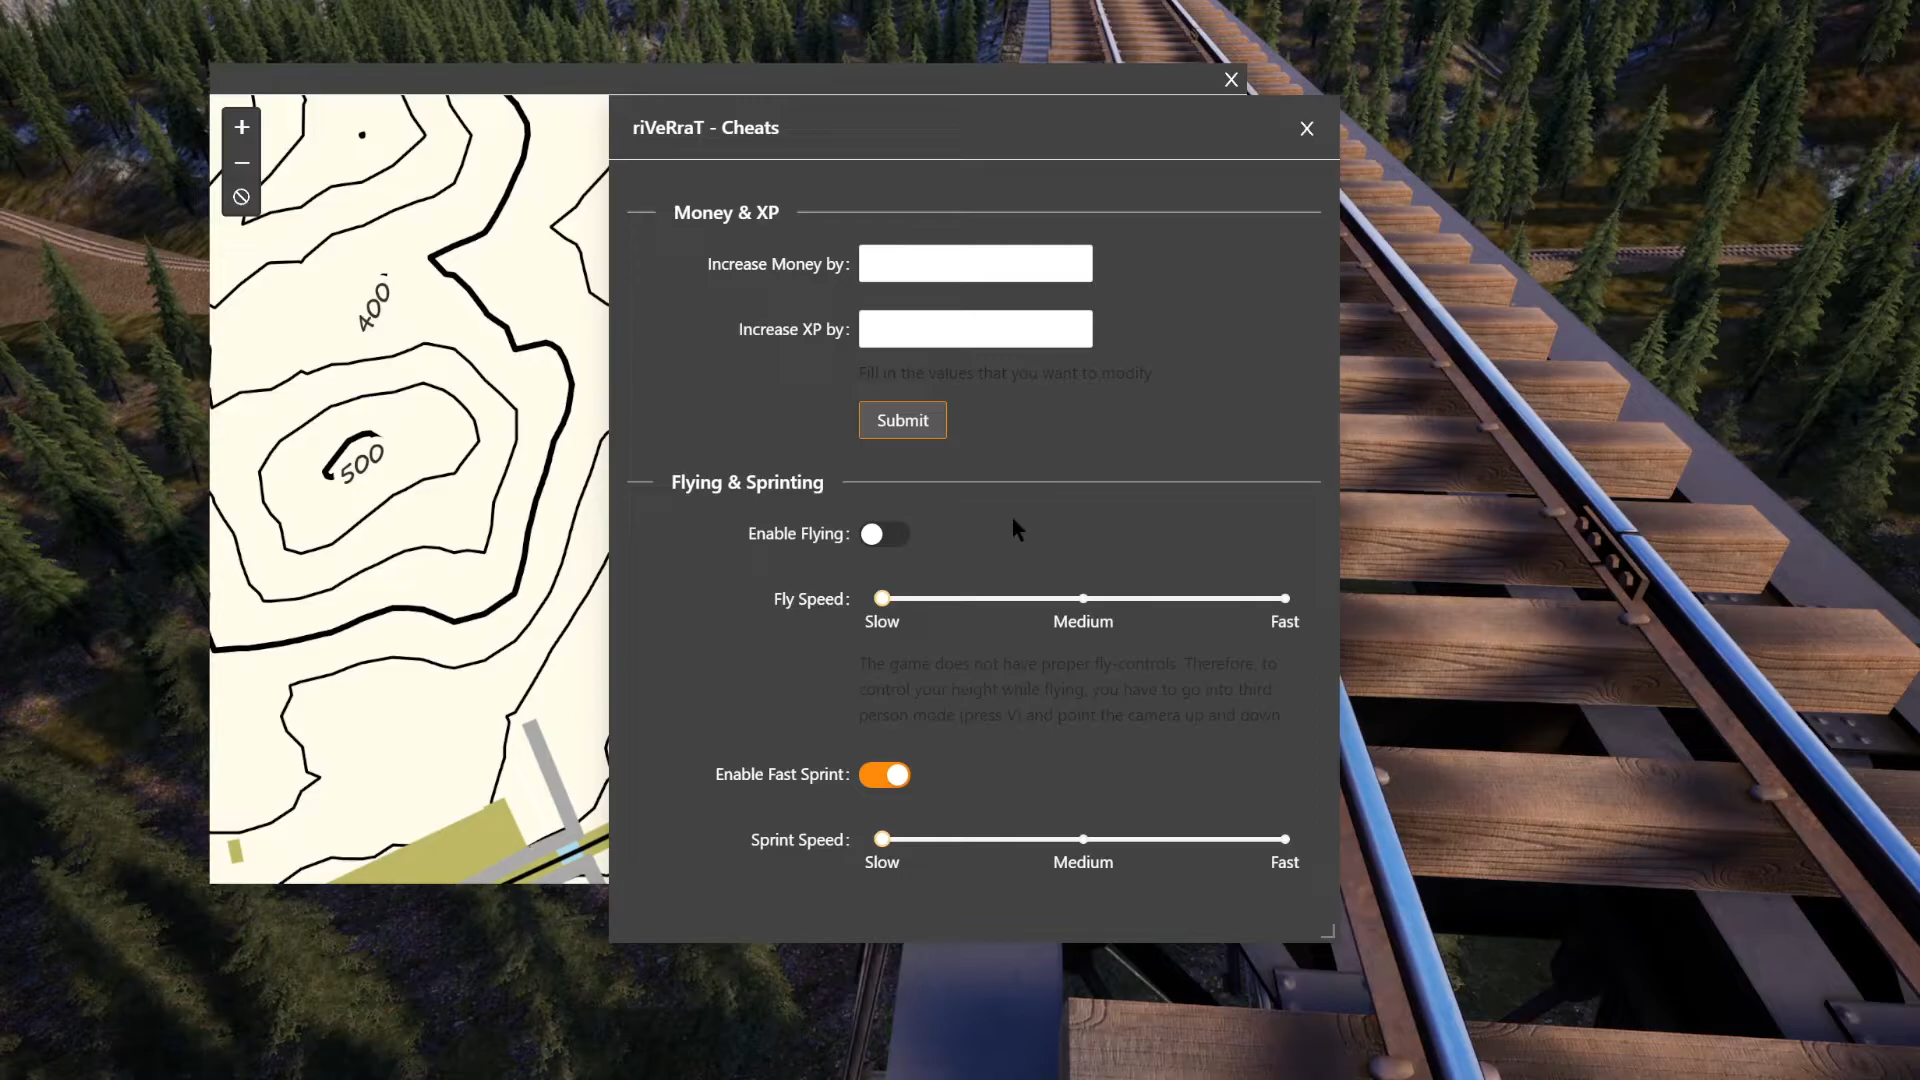 riVeRraT - Cheats
Money & XP
Increase Money by:
Increase XP by:
Fill in the values that you want to modify
Submit
Flying & Sprinting
Enable Flying:
Fly Speed:
Slow
Medium
Fast
The game does not have proper fly-controls. Therefore, to
control your height while flying, you have to go into third
person mode (press V) and point the camera up and down
Enable Fast Sprint:
Sprint Speed:
Slow
Medium
Fast
400
500